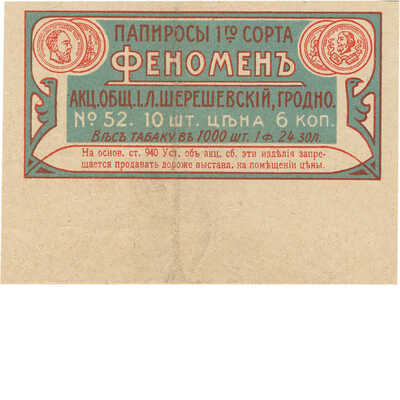 ПАПИРОСЫ 1ГО СОРТА
ФЕНОМЕНЪ
АКЦ. ОБЩ. І. Л. ШЕРЕШЕВСКІЙ, ГРОДНО.
№ 52. 10 ШТ. ЦѢНА 6 КОП.
ВѢСЪ ТАБАКУ ВЪ 1000 ШТ. 1 Ф. 24 ЗОЛ.
На основ. ст. 940 Уст. объ акц. сб. эти издѣлія запре-
щается продавать дороже выставл. на помѣщеніи цѣны.